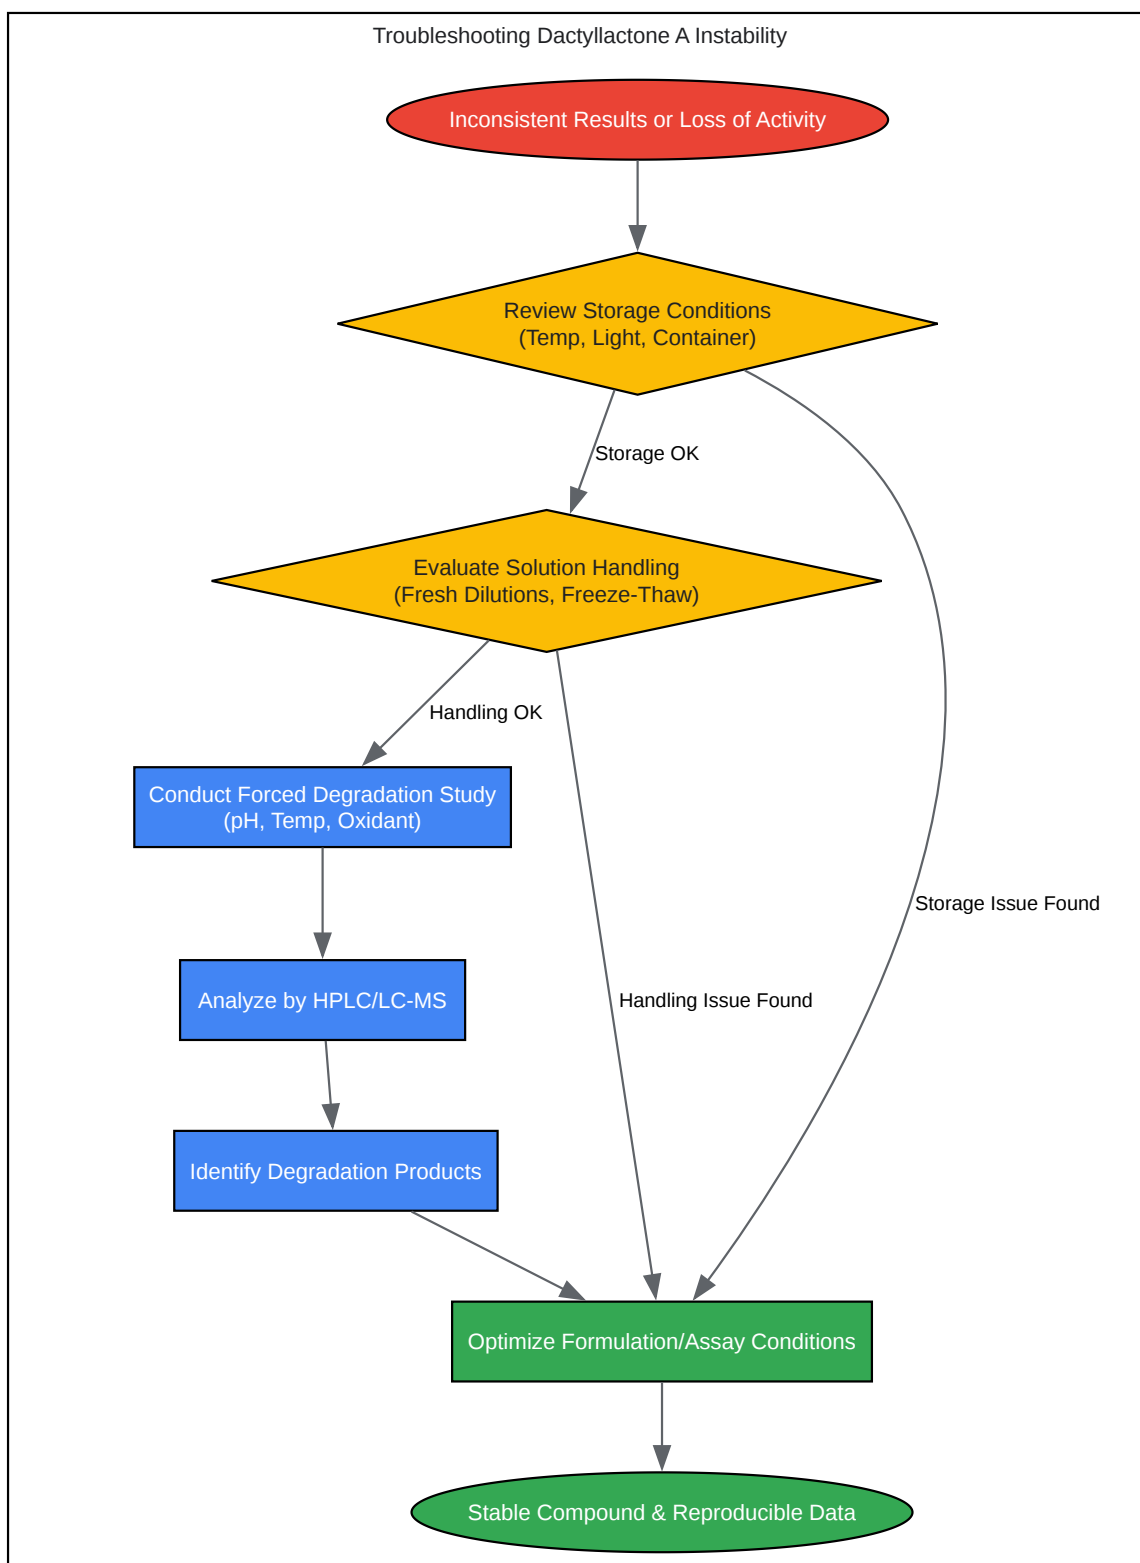 Troubleshooting Dactyllactone A Instability
Inconsistent Results or Loss of Activity
Review Storage Conditions
(Temp, Light, Container)
Storage OK
Evaluate Solution Handling
(Fresh Dilutions, Freeze-Thaw)
Handling OK
Conduct Forced Degradation Study
(pH, Temp, Oxidant)
Storage Issue Found
Analyze by HPLC/LC-MS
Handling Issue Found
Identify Degradation Products
Optimize Formulation/Assay Conditions
Stable Compound & Reproducible Data